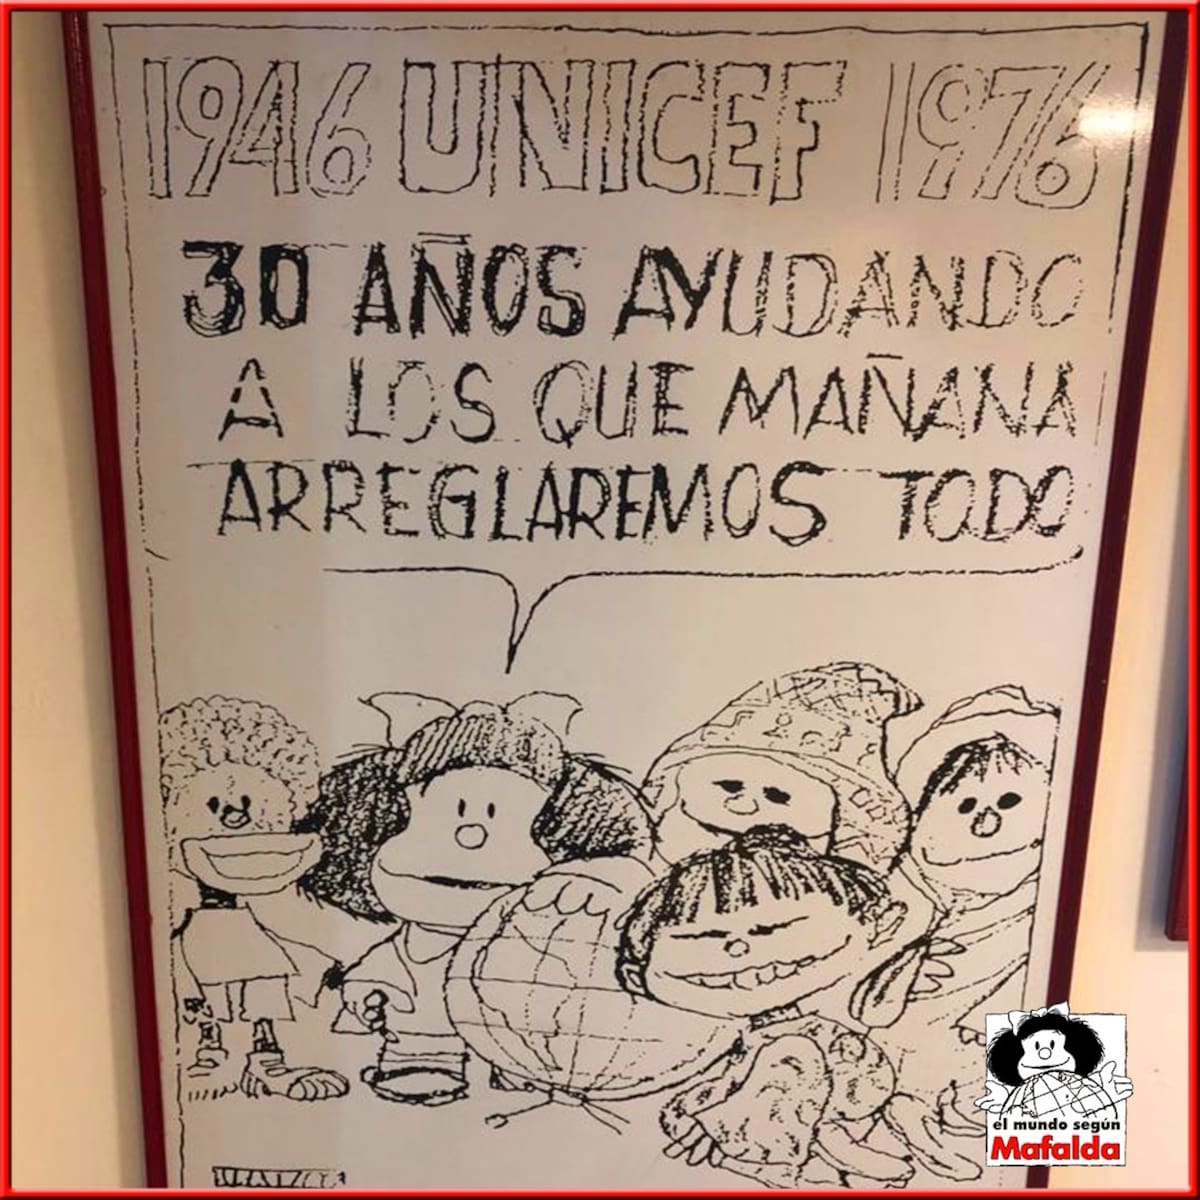 1946 UNICEF 1976
30 AÑOS AYUDANDO
A LOS QUE MAÑANA
ARREGLAREMOS TODO
el mundo según
Mafalda